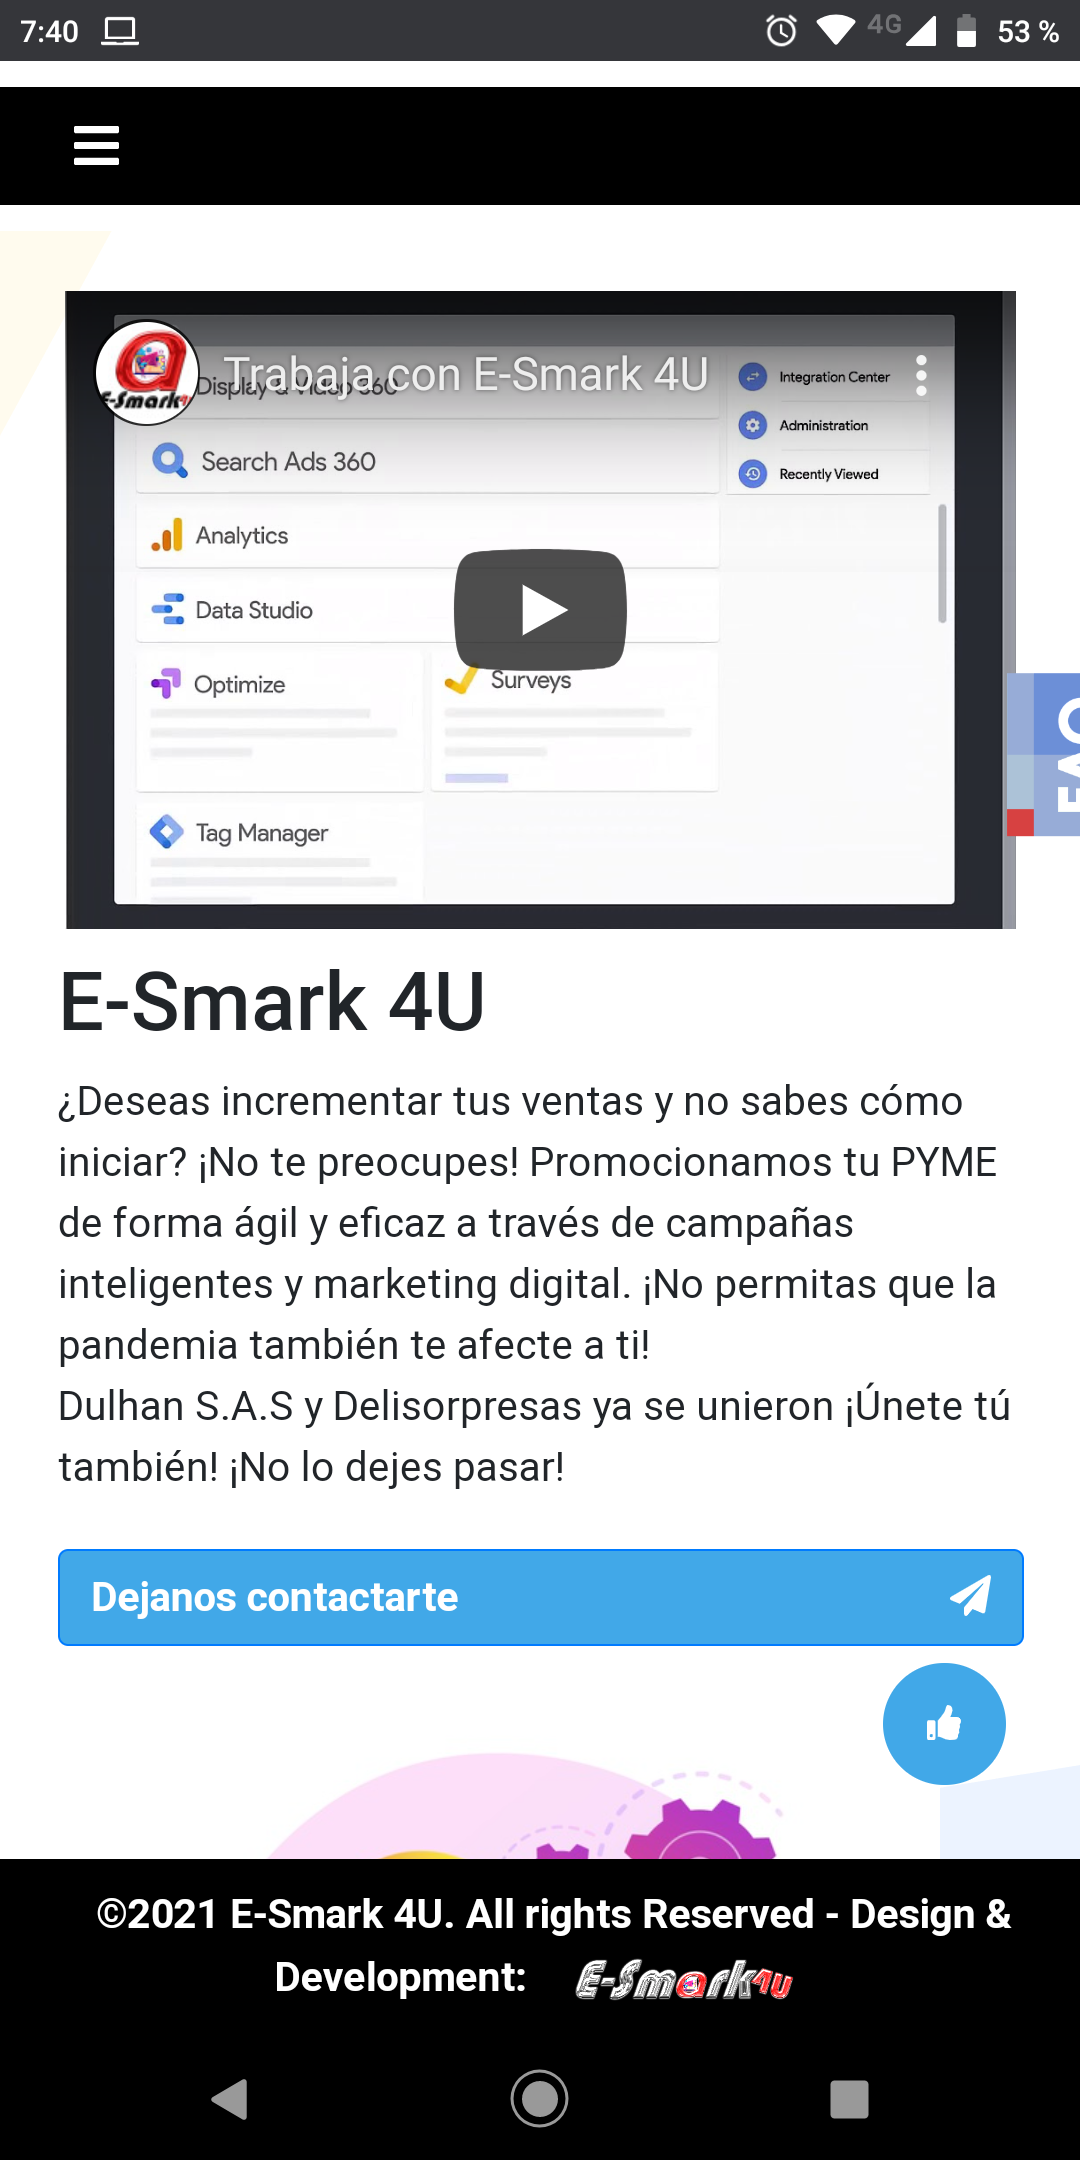 7:40
4G
53 %
E-Smark4u
Trabaja con E-Smark 4U
Display & Video 360
Integration Center
Search Ads 360
Administration
Recently Viewed
Analytics
Data Studio
Optimize
Surveys
Tag Manager
FAQ
E-Smark 4U
¿Deseas incrementar tus ventas y no sabes cómo
iniciar? ¡No te preocupes! Promocionamos tu PYME
de forma ágil y eficaz a través de campañas
inteligentes y marketing digital. ¡No permitas que la
pandemia también te afecte a ti!
Dulhan S.A.S y Delisorpresas ya se unieron ¡Únete tú
también! ¡No lo dejes pasar!
Dejanos contactarte
©2021 E-Smark 4U. All rights Reserved - Design &
Development: E-Smark4U